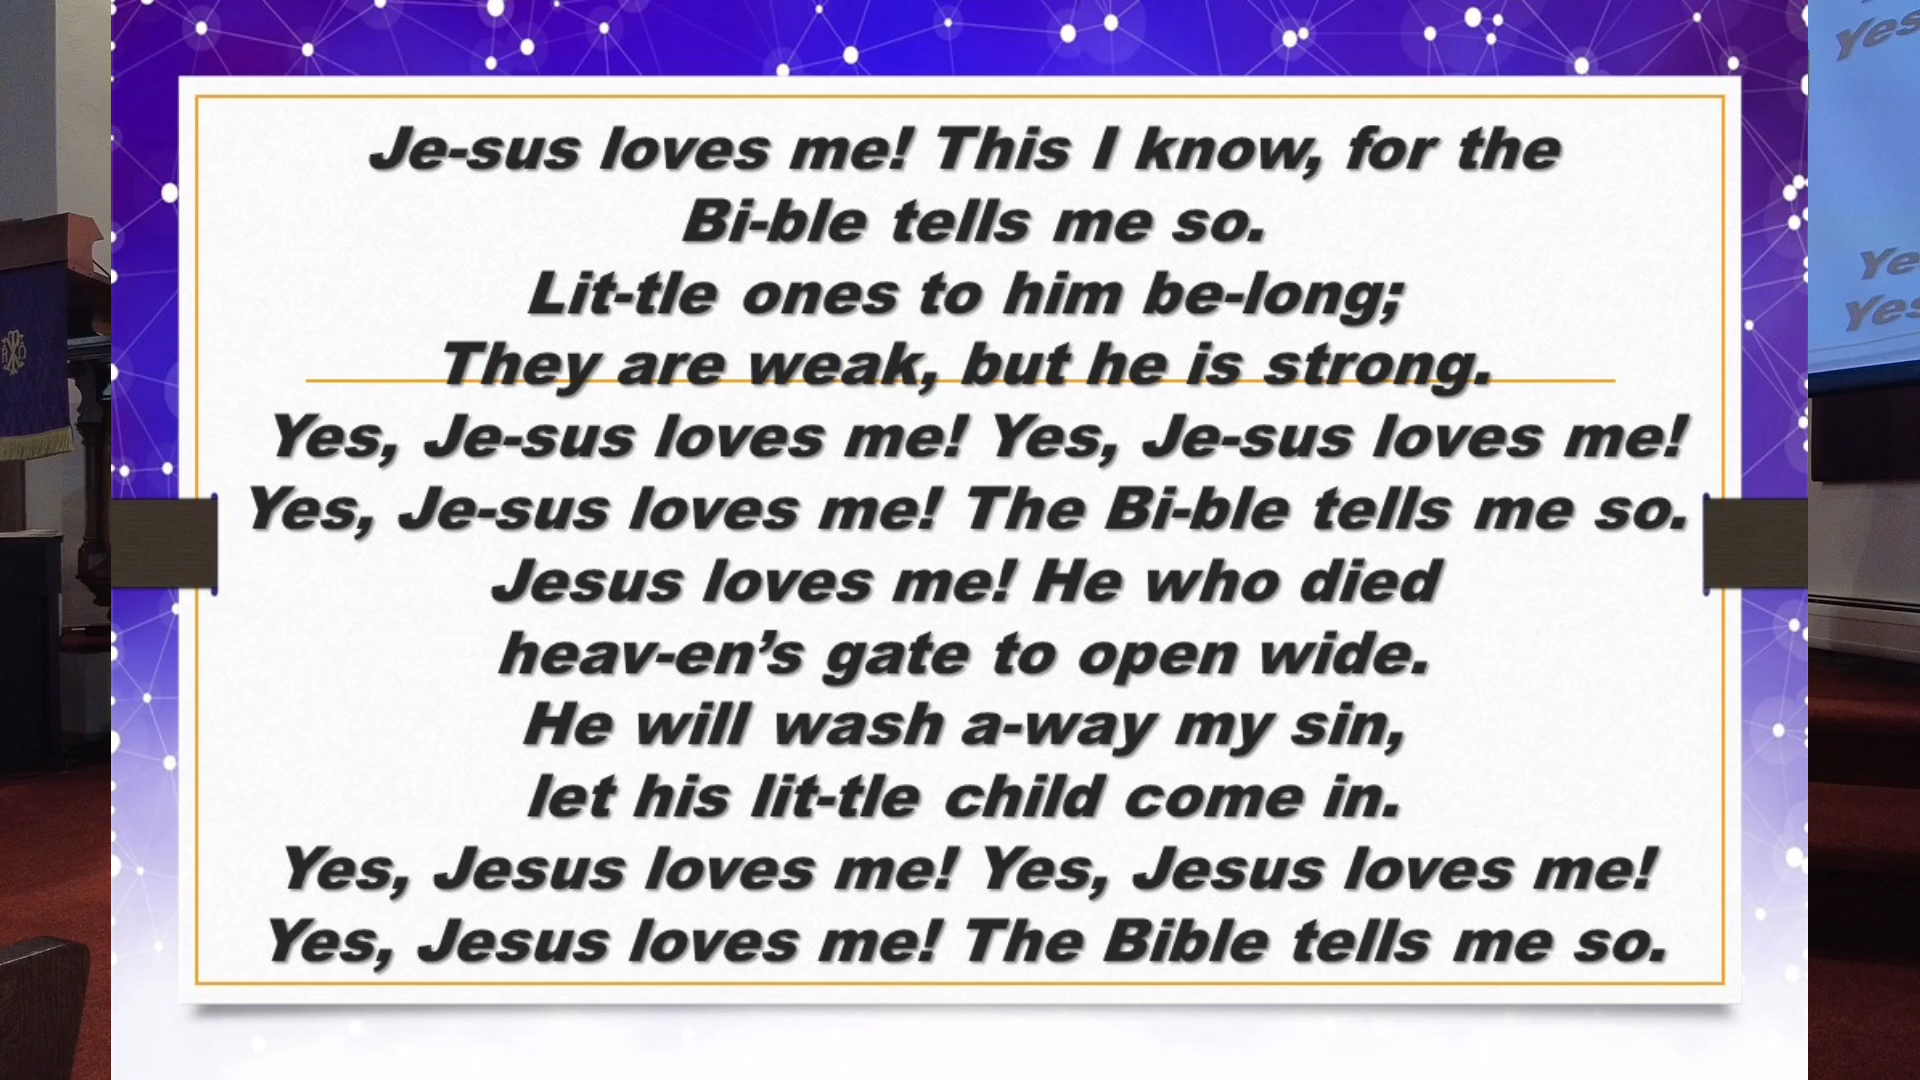 Je-sus loves me! This I know, for the
Bi-ble tells me so.
Lit-tle ones to him be-long;
They are weak, but he is strong.
Yes, Je-sus loves me! Yes, Je-sus loves me!
Yes, Je-sus loves me! The Bi-ble tells me so.
Jesus loves me! He who died
heav-en’s gate to open wide.
He will wash a-way my sin,
let his lit-tle child come in.
Yes, Jesus loves me! Yes, Jesus loves me!
Yes, Jesus loves me! The Bible tells me so.
Yes
Yes